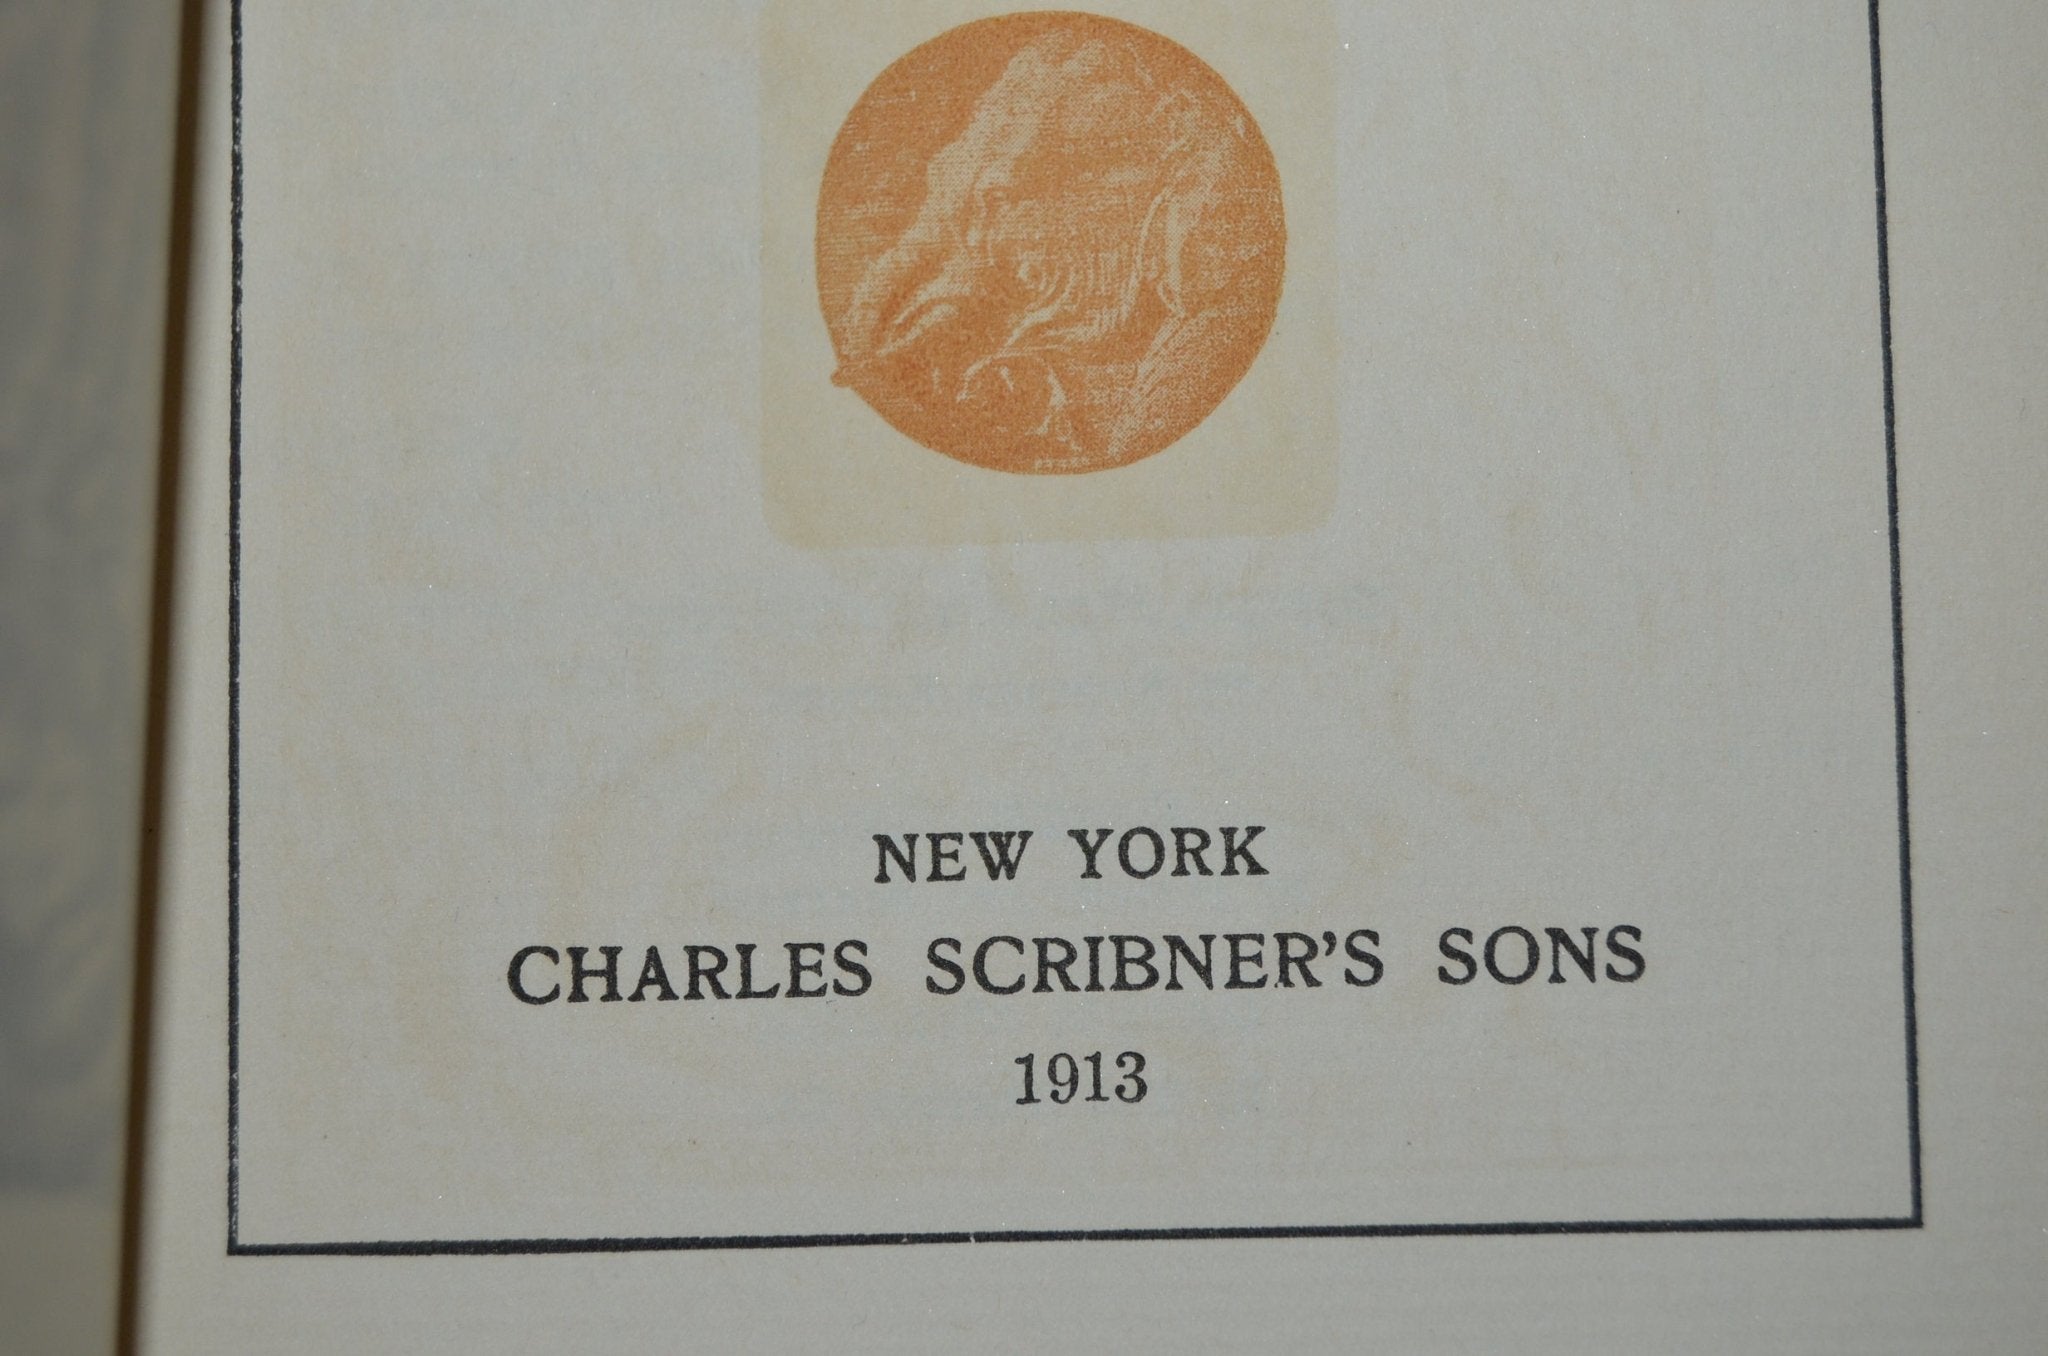 NEW YORK
CHARLES SCRIBNER'S SONS
1913